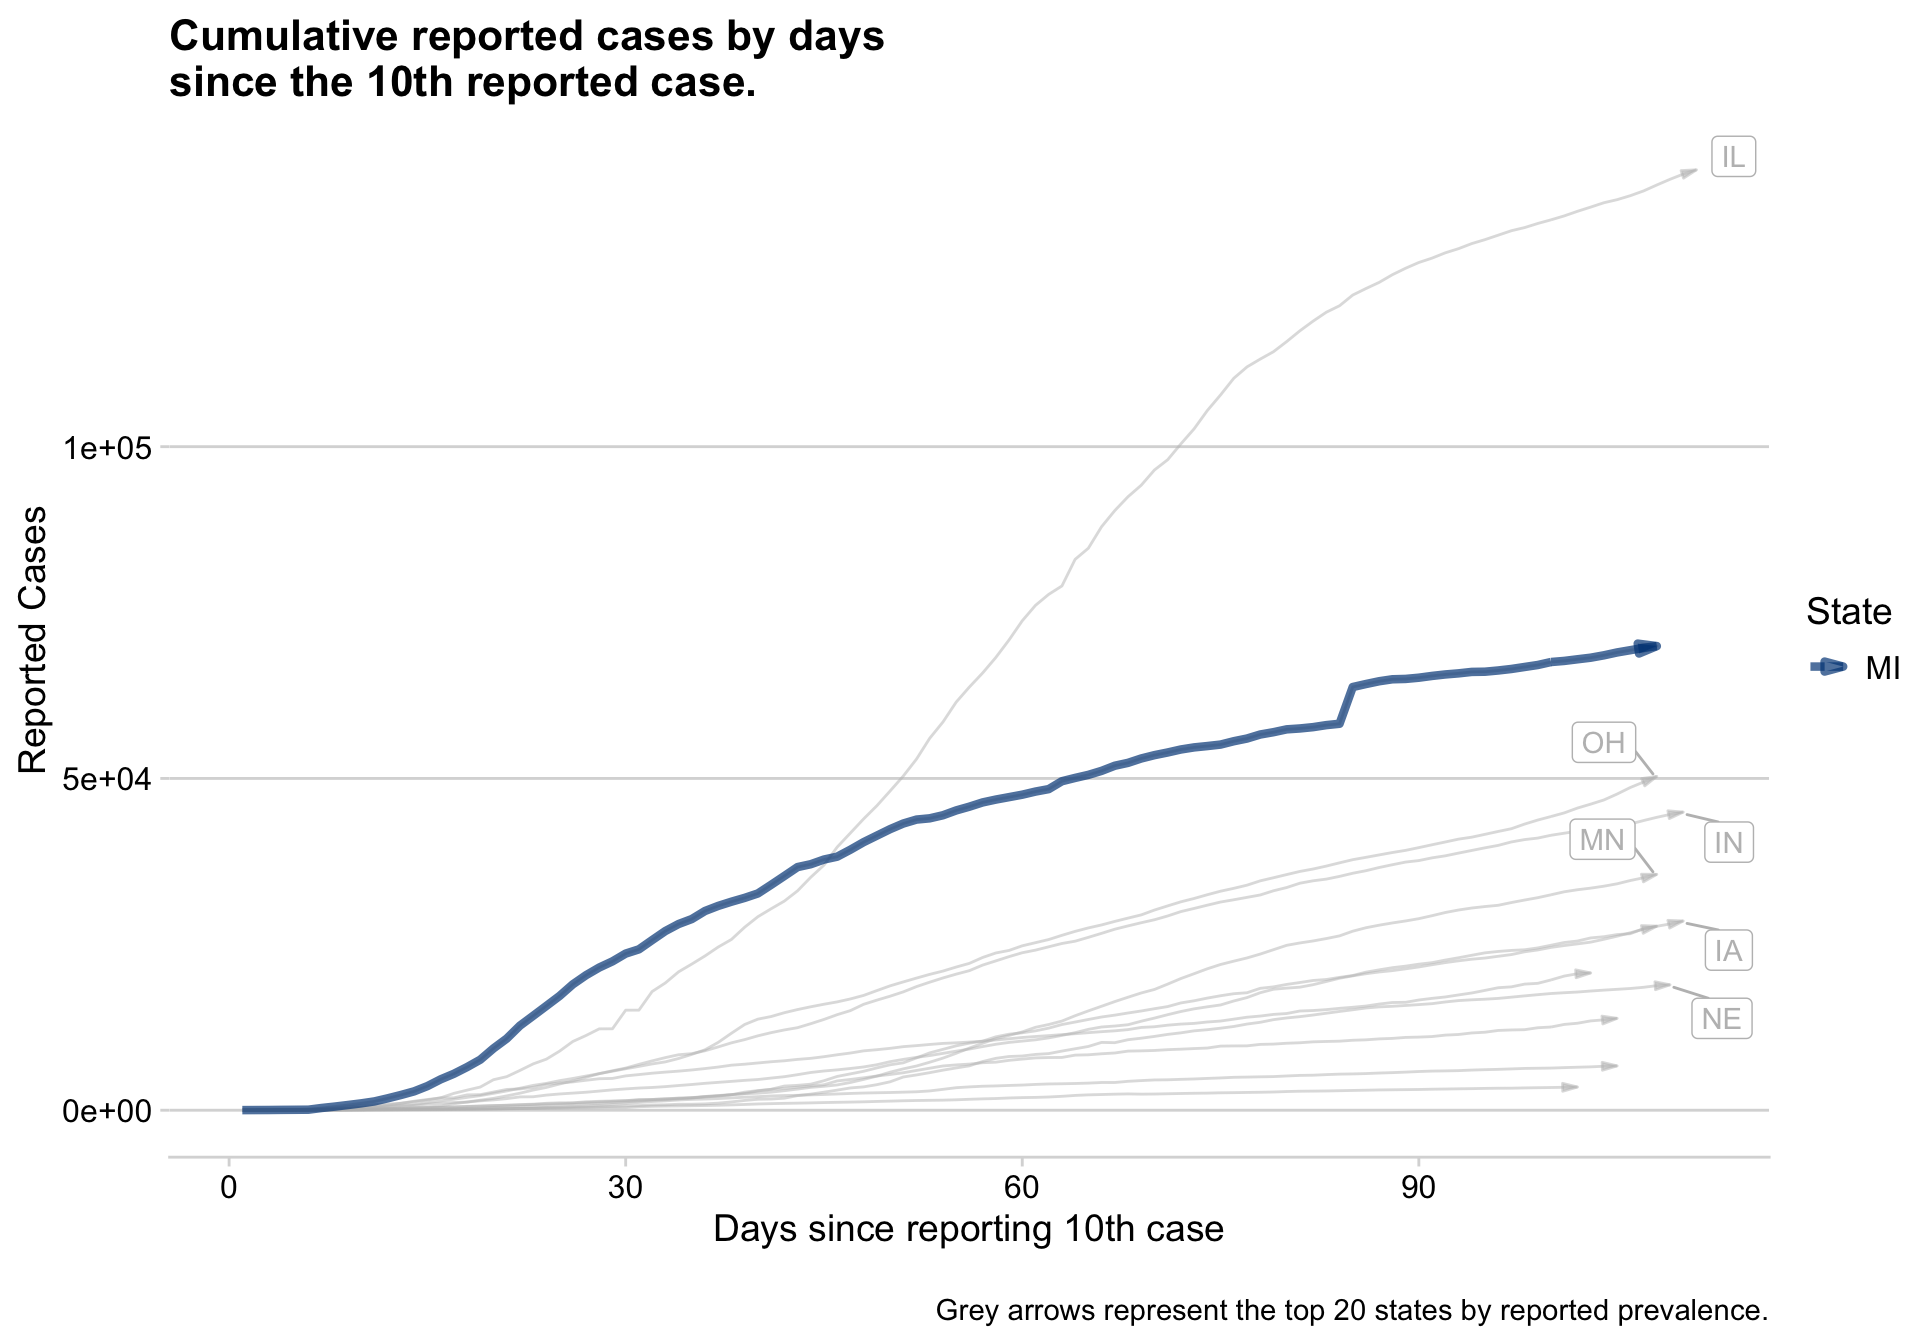 Cumulative reported cases by days
since the 10th reported case.
IL
1e+05
Reported Cases
State
MI
OH
5e+04
MN
IN
IA
NE
0e+00
0 30 60 90
Days since reporting 10th case
Grey arrows represent the top 20 states by reported prevalence.